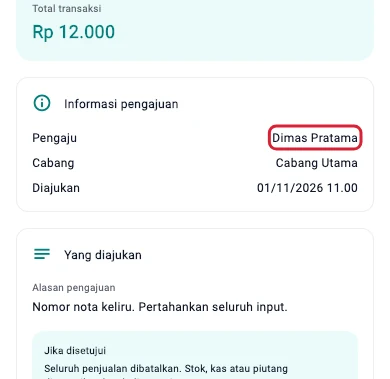 Total transaksi
Rp 12.000
Informasi pengajuan
Pengaju Dimas Pratama
Cabang Cabang Utama
Diajukan 01/11/2026 11.00
Yang diajukan
Alasan pengajuan
Nomor nota keliru. Pertahankan seluruh input.
Jika disetujui
Seluruh penjualan dibatalkan. Stok, kas atau piutang